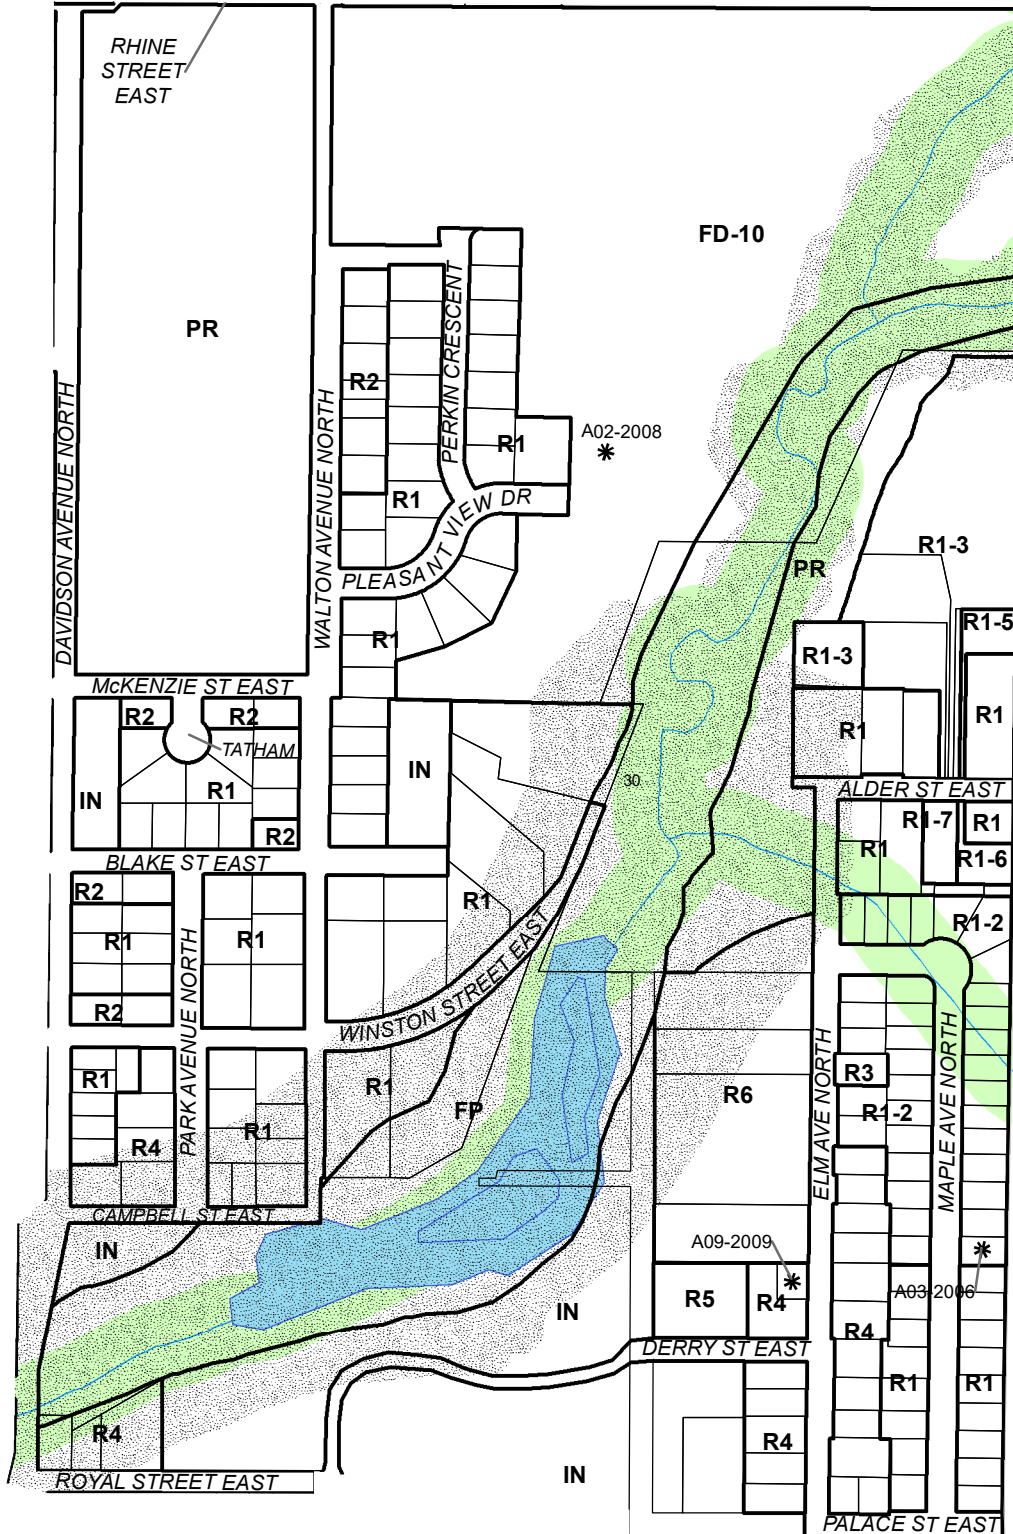 RHINE
STREET
EAST
FD-10
PR
PERKIN CRESCENT
R2
DAVIDSON AVENUE NORTH
WALTON AVENUE NORTH
R1
A02-2008
R1
PLEASANT VIEW DR
R1-3
PR
R1-5
R1
R1-3
McKENZIE ST EAST
R2
R2
R1
R1
TATHAM
IN
30
R1
IN
ALDER ST EAST
R2
R1-7
R1
BLAKE ST EAST
R1
R1-6
R2
R1
R1-2
R1
R1
PARK AVENUE NORTH
R2
WINSTON STREET EAST
ELM AVE NORTH
MAPLE AVE NORTH
R1
R1
R3
R6
FP
R1-2
R4
R1
CAMPBELL ST EAST
IN
A09-2009
A03-2006
R5
R4
IN
R4
DERRY ST EAST
R1
R1
R4
R4
IN
ROYAL STREET EAST
PALACE ST EAST